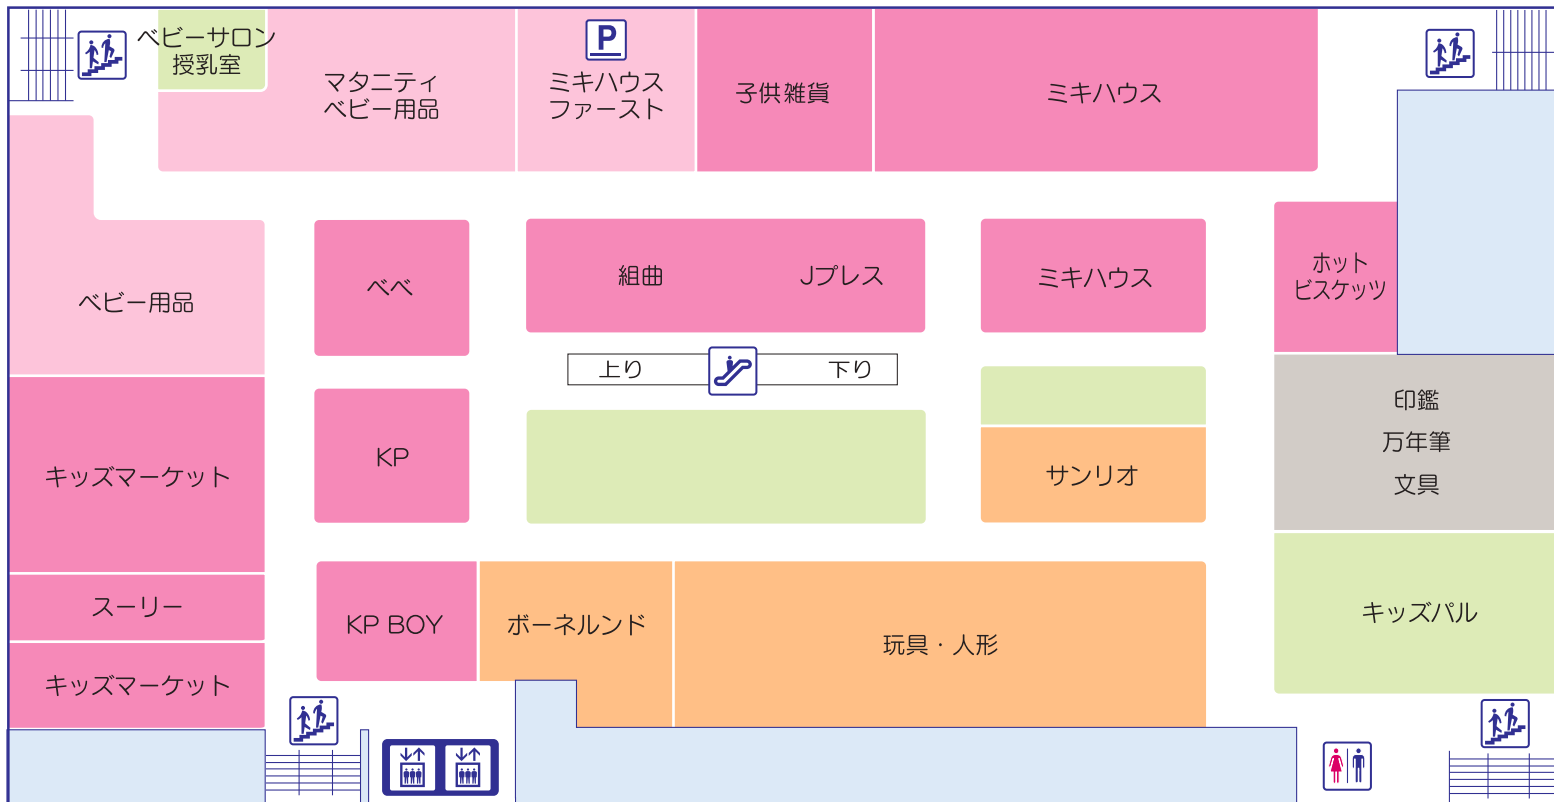 ベビーサロン
授乳室
マタニティ
ベビー用品
P
ミキハウス
ファースト
子供雑貨
ミキハウス
ベビー用品
べべ
組曲
Jプレス
ミキハウス
ホット
ビスケッツ
上り
下り
キッズマーケット
KP
サンリオ
印鑑
万年筆
文具
スーリー
キッズマーケット
KP BOY
ボーネルンド
玩具・人形
キッズパル